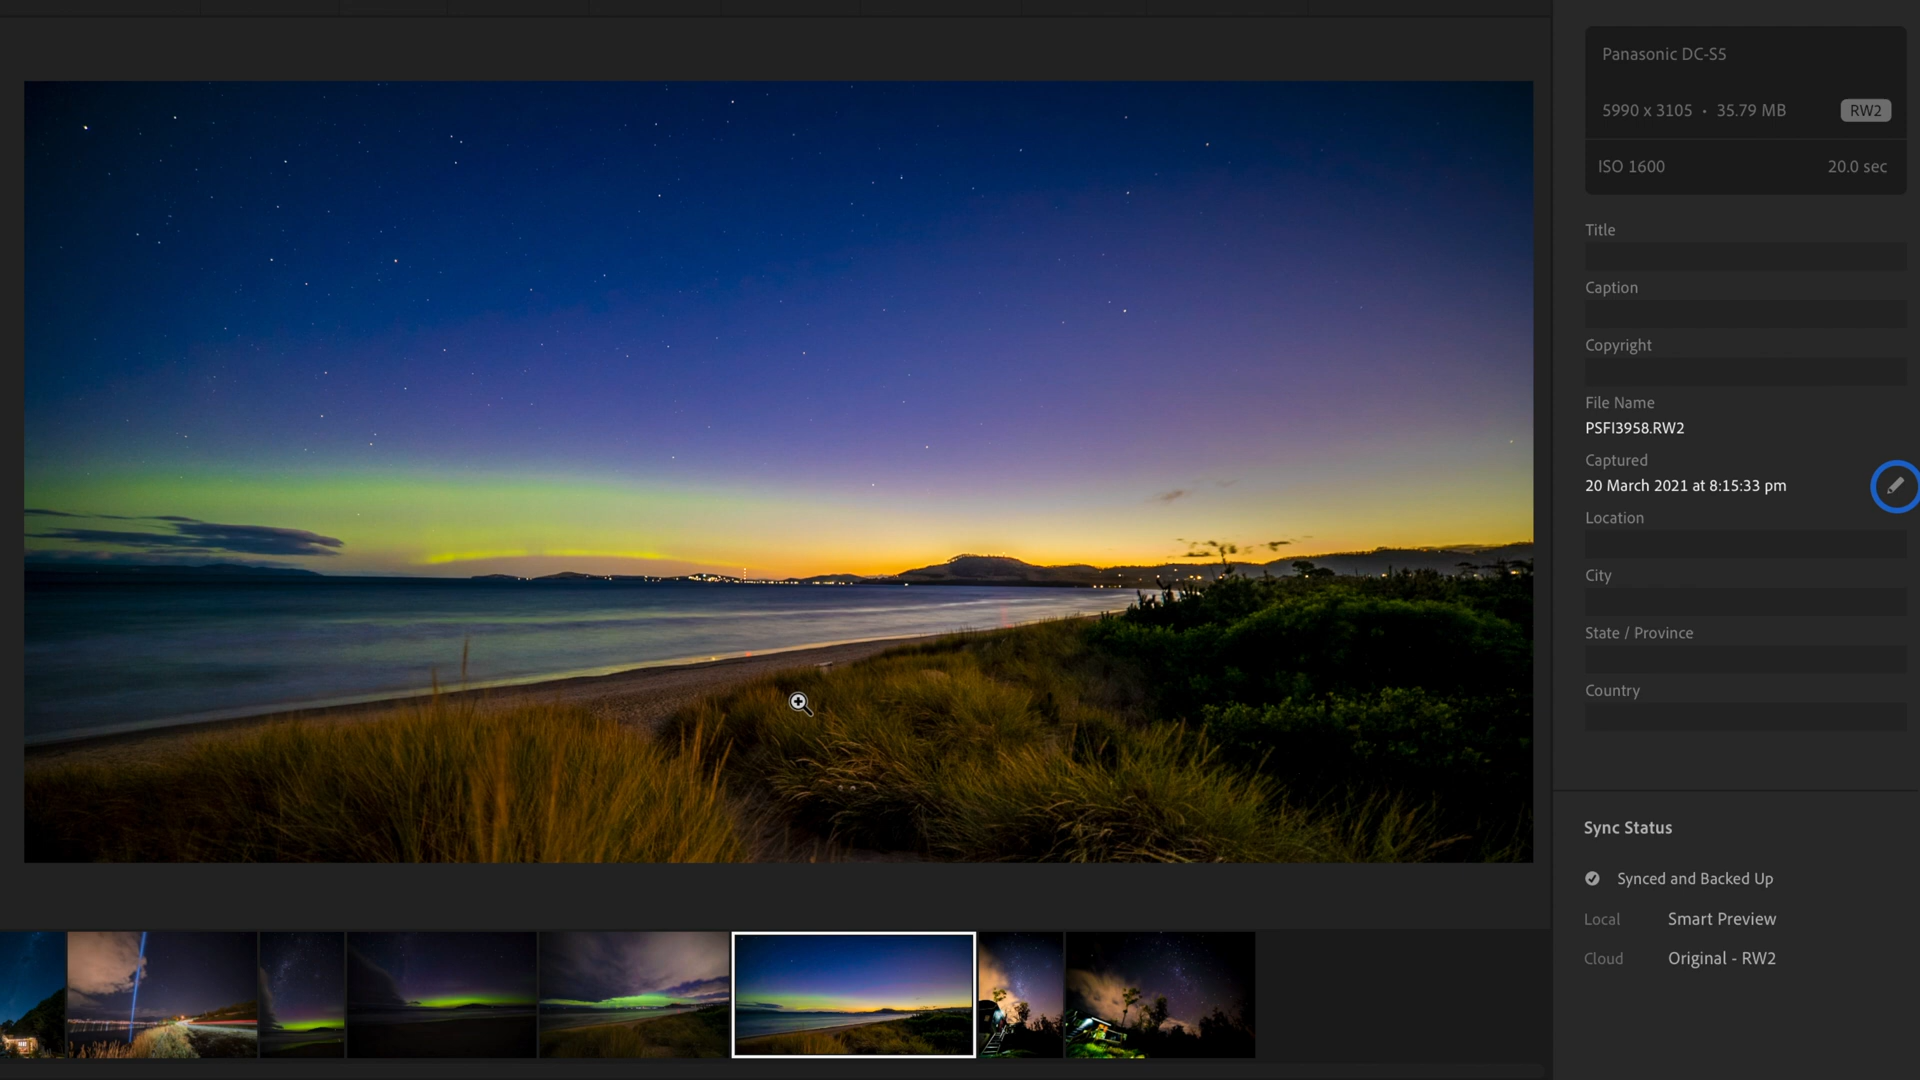 Panasonic DC-S5
5990 x 3105 • 35.79 MB RW2
ISO 1600 20.0 sec
Title
Caption
Copyright
File Name
PSFI3958.RW2
Captured
20 March 2021 at 8:15:33 pm
Location
City
State / Province
Country
Sync Status
Synced and Backed Up
Local Smart Preview
Cloud Original - RW2